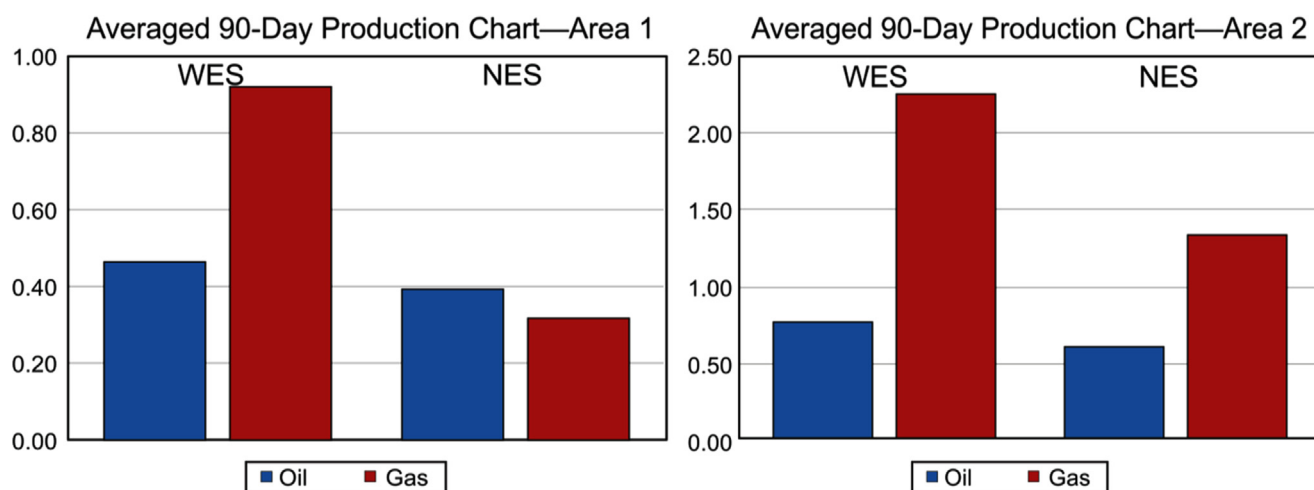 Averaged 90-Day Production Chart—Area 1
1.00
0.80
0.60
0.40
0.20
0.00
WES NES
Oil Gas
Averaged 90-Day Production Chart—Area 2
2.50
2.00
1.50
1.00
0.50
0.00
WES NES
Oil Gas